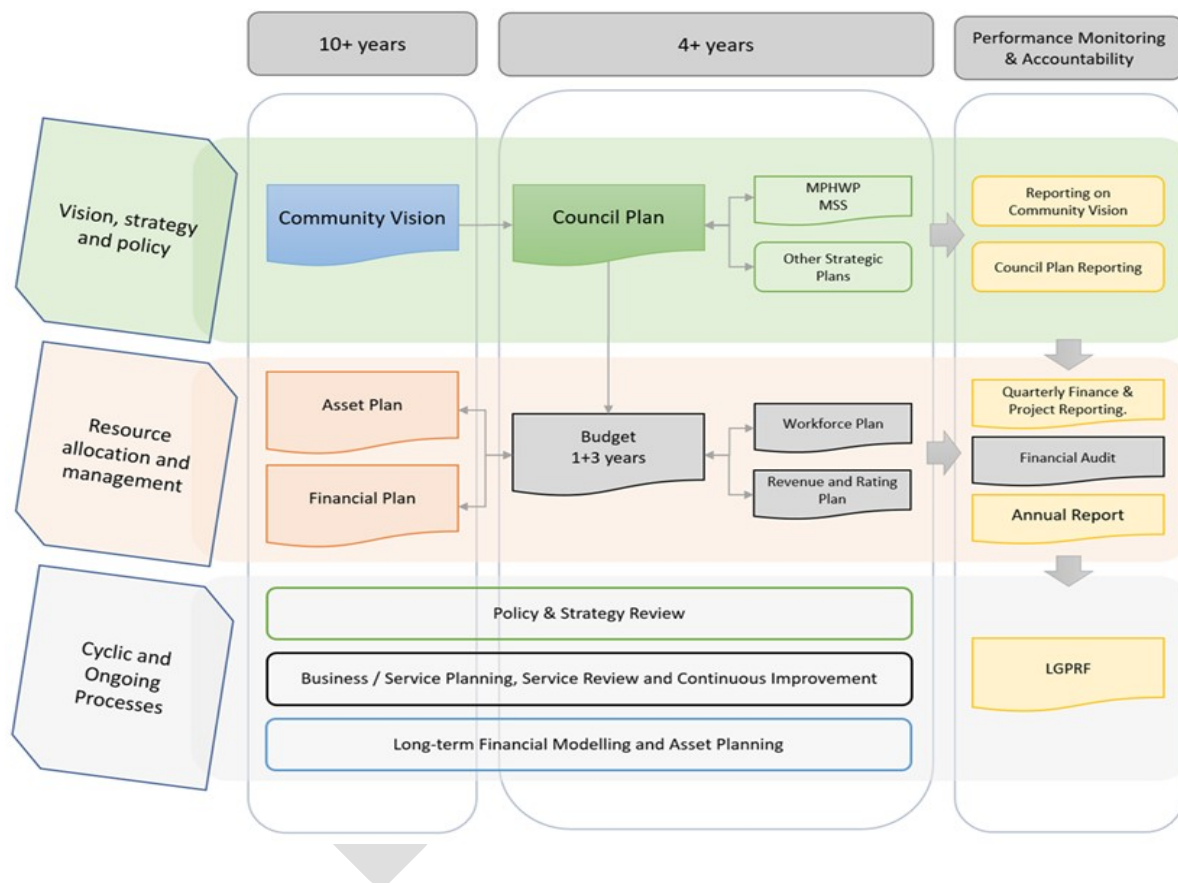 10+ years
4+ years
Performance Monitoring
& Accountability
Vision, strategy
and policy
Community Vision
Council Plan
MPHWP
MSS
Other Strategic
Plans
Reporting on
Community Vision
Council Plan Reporting
Resource
allocation and
management
Asset Plan
Financial Plan
Budget
1+3 years
Workforce Plan
Revenue and Rating
Plan
Quarterly Finance &
Project Reporting.
Financial Audit
Annual Report
Cyclic and
Ongoing
Processes
Policy & Strategy Review
Business / Service Planning, Service Review and Continuous Improvement
Long-term Financial Modelling and Asset Planning
LGPRF